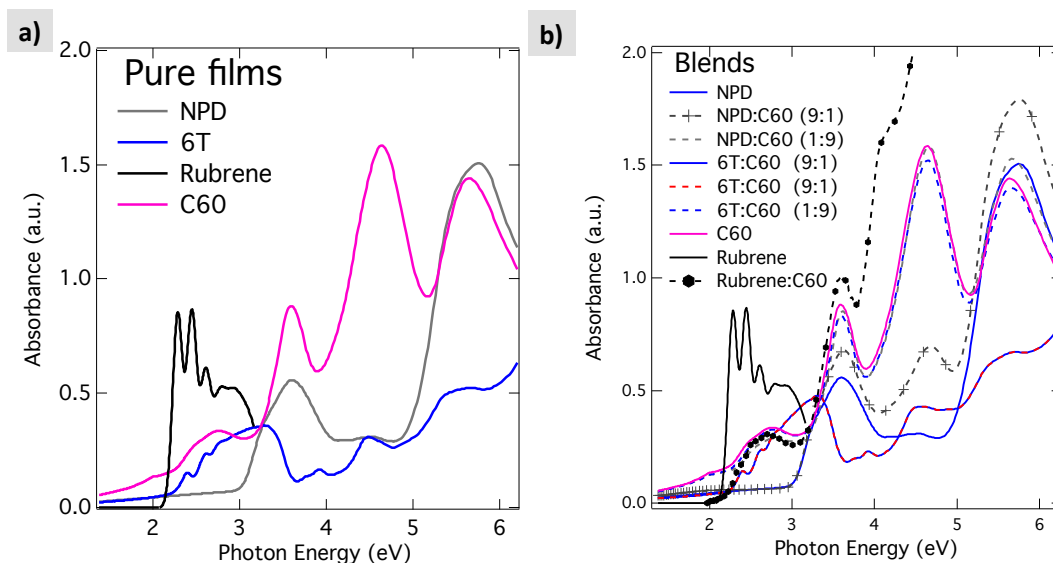 a)
Pure films
NPD
6T
Rubrene
C60
2.0
1.5
1.0
0.5
0.0
Absorbance (a.u.)
2 3 4 5 6
Photon Energy (eV)
b)
Blends
NPD
NPD:C60 (9:1)
NPD:C60 (1:9)
6T:C60 (9:1)
6T:C60 (9:1)
6T:C60 (1:9)
C60
Rubrene
Rubrene:C60
2.0
1.5
1.0
0.5
0.0
Absorbance (a.u.)
2 3 4 5 6
Photon Energy (eV)